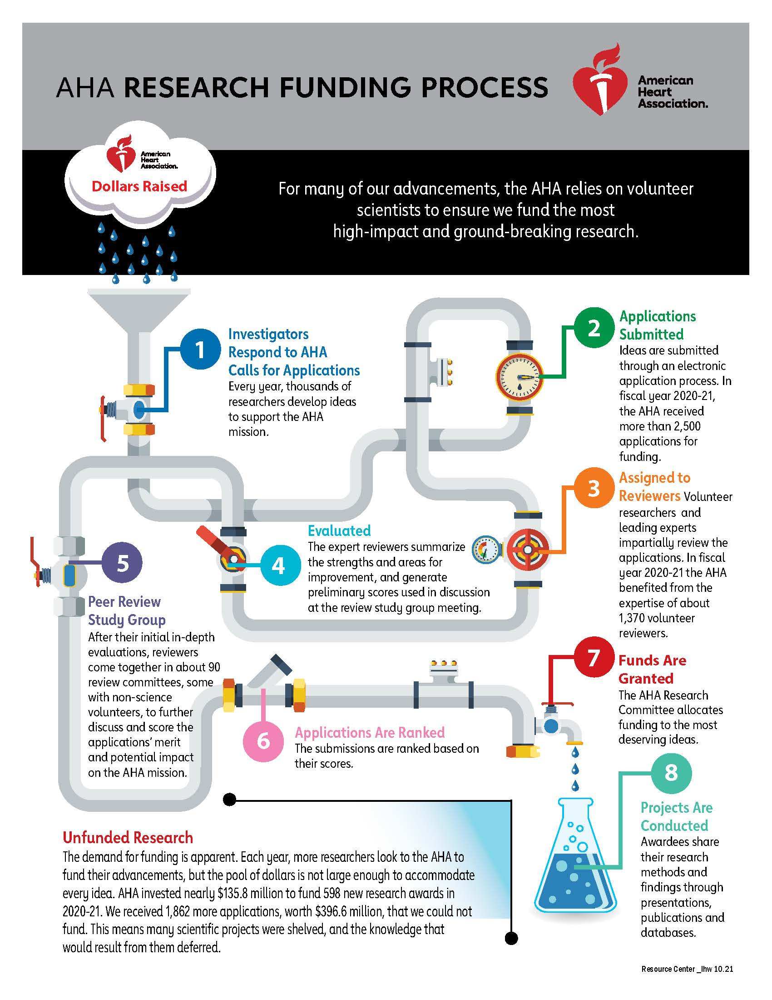 AHA RESEARCH FUNDING PROCESS
American
Heart
Association.
American
Heart
Association.
Dollars Raised
For many of our advancements, the AHA relies on volunteer
scientists to ensure we fund the most
high-impact and ground-breaking research.
1
Investigators
Respond to AHA
Calls for Applications
Every year, thousands of
researchers develop ideas
to support the AHA
mission.
2
Applications
Submitted
Ideas are submitted
through an electronic
application process. In
fiscal year 2020-21,
the AHA received
more than 2,500
applications for
funding.
3
Assigned to
Reviewers Volunteer
researchers and
leading experts
impartially review the
applications. In fiscal
year 2020-21 the AHA
benefited from the
expertise of about
1,370 volunteer
reviewers.
4
Evaluated
The expert reviewers summarize
the strengths and areas for
improvement, and generate
preliminary scores used in discussion
at the review study group meeting.
5
Peer Review
Study Group
After their initial in-depth
evaluations, reviewers
come together in about 90
review committees, some
with non-science
volunteers, to further
discuss and score the
applications’ merit
and potential impact
on the AHA mission.
6
Applications Are Ranked
The submissions are ranked based on
their scores.
7
Funds Are
Granted
The AHA Research
Committee allocates
funding to the most
deserving ideas.
8
Projects Are
Conducted
Awardees share
their research
methods and
findings through
presentations,
publications and
databases.
Unfunded Research
The demand for funding is apparent. Each year, more researchers look to the AHA to
fund their advancements, but the pool of dollars is not large enough to accommodate
every idea. AHA invested nearly $135.8 million to fund 598 new research awards in
2020-21. We received 1,862 more applications, worth $396.6 million, that we could not
fund. This means many scientific projects were shelved, and the knowledge that
would result from them deferred.
Resource Center _lhw 10.21